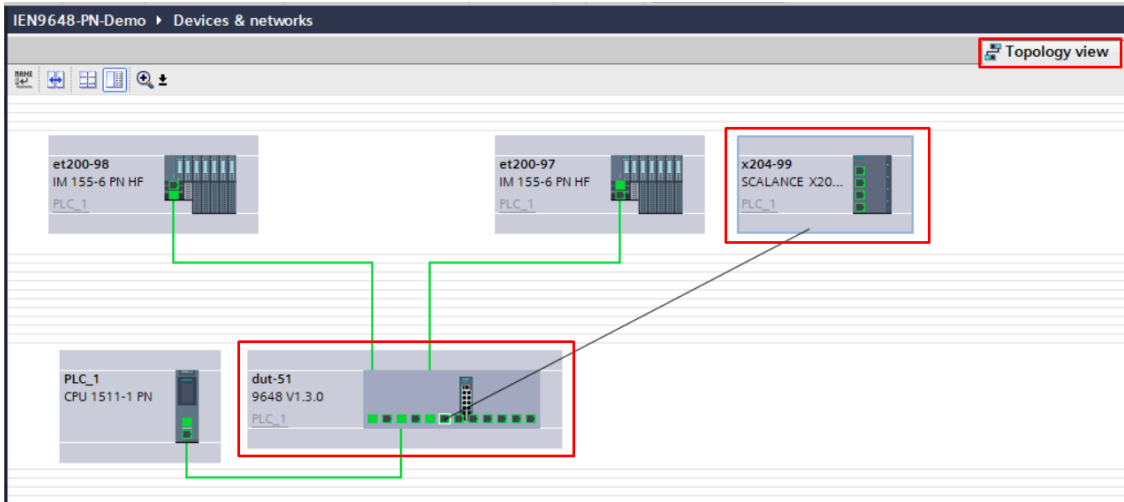 IEN9648-PN-Demo ▸ Devices & networks
Topology view
NAME
et200-98
IM 155-6 PN HF
PLC_1
et200-97
IM 155-6 PN HF
PLC_1
x204-99
SCALANCE X20...
PLC_1
PLC_1
CPU 1511-1 PN
dut-51
9648 V1.3.0
PLC_1